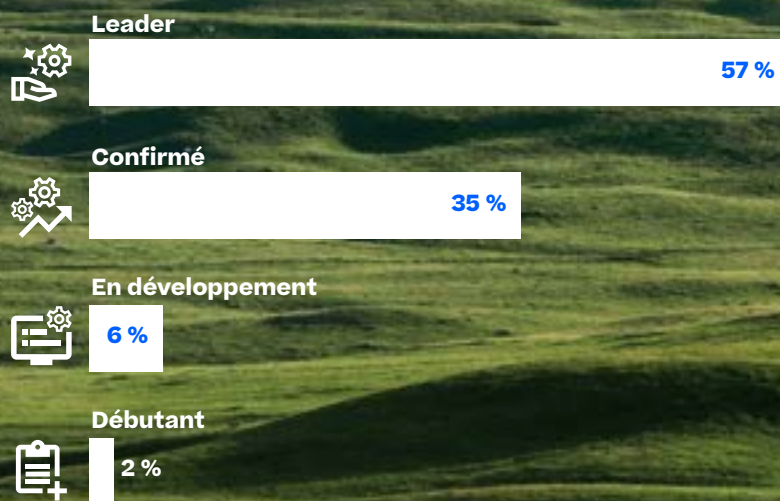 Leader
57 %
Confirmé
35 %
En développement
6 %
Débutant
2 %